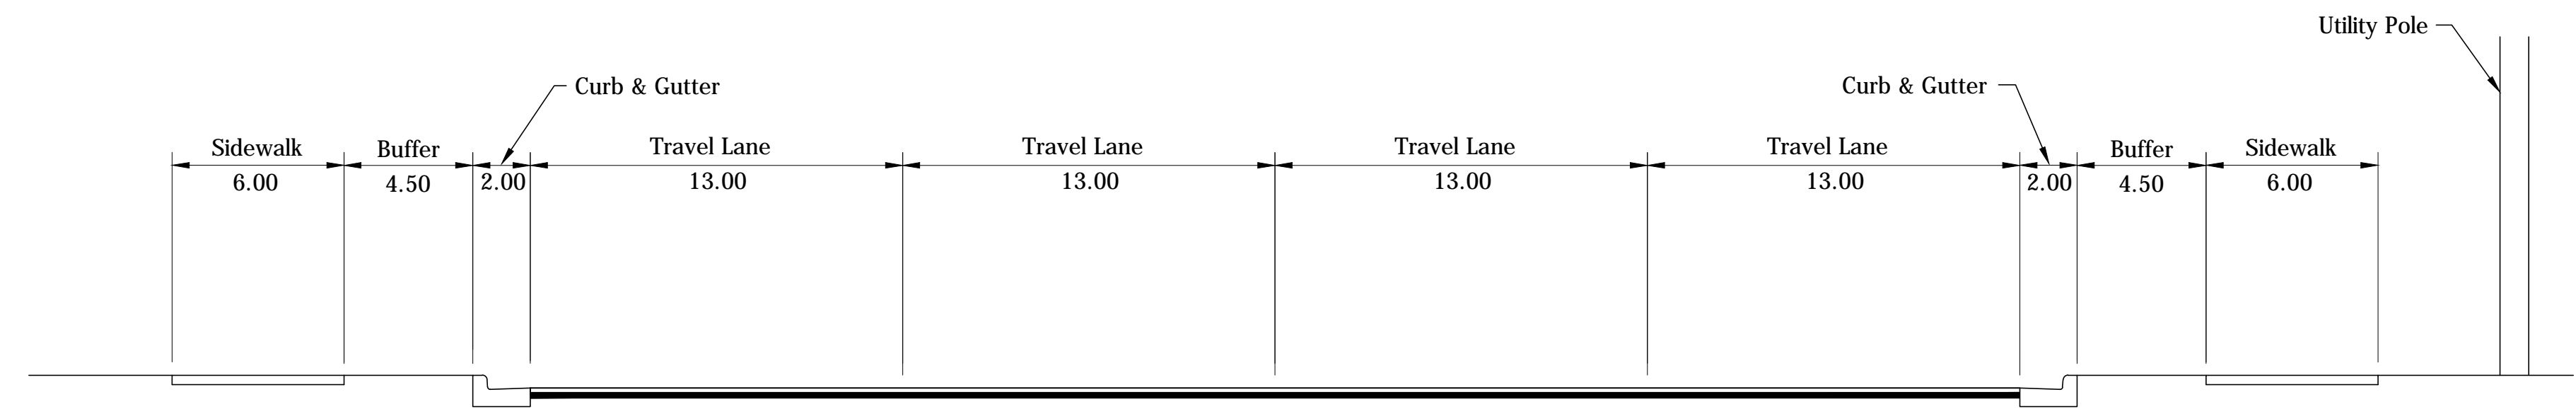 Utility Pole
Curb & Gutter
Curb & Gutter
Sidewalk
Buffer
Travel Lane
Travel Lane
Travel Lane
Travel Lane
Buffer
Sidewalk
6.00
4.50
2.00
13.00
13.00
13.00
13.00
2.00
4.50
6.00